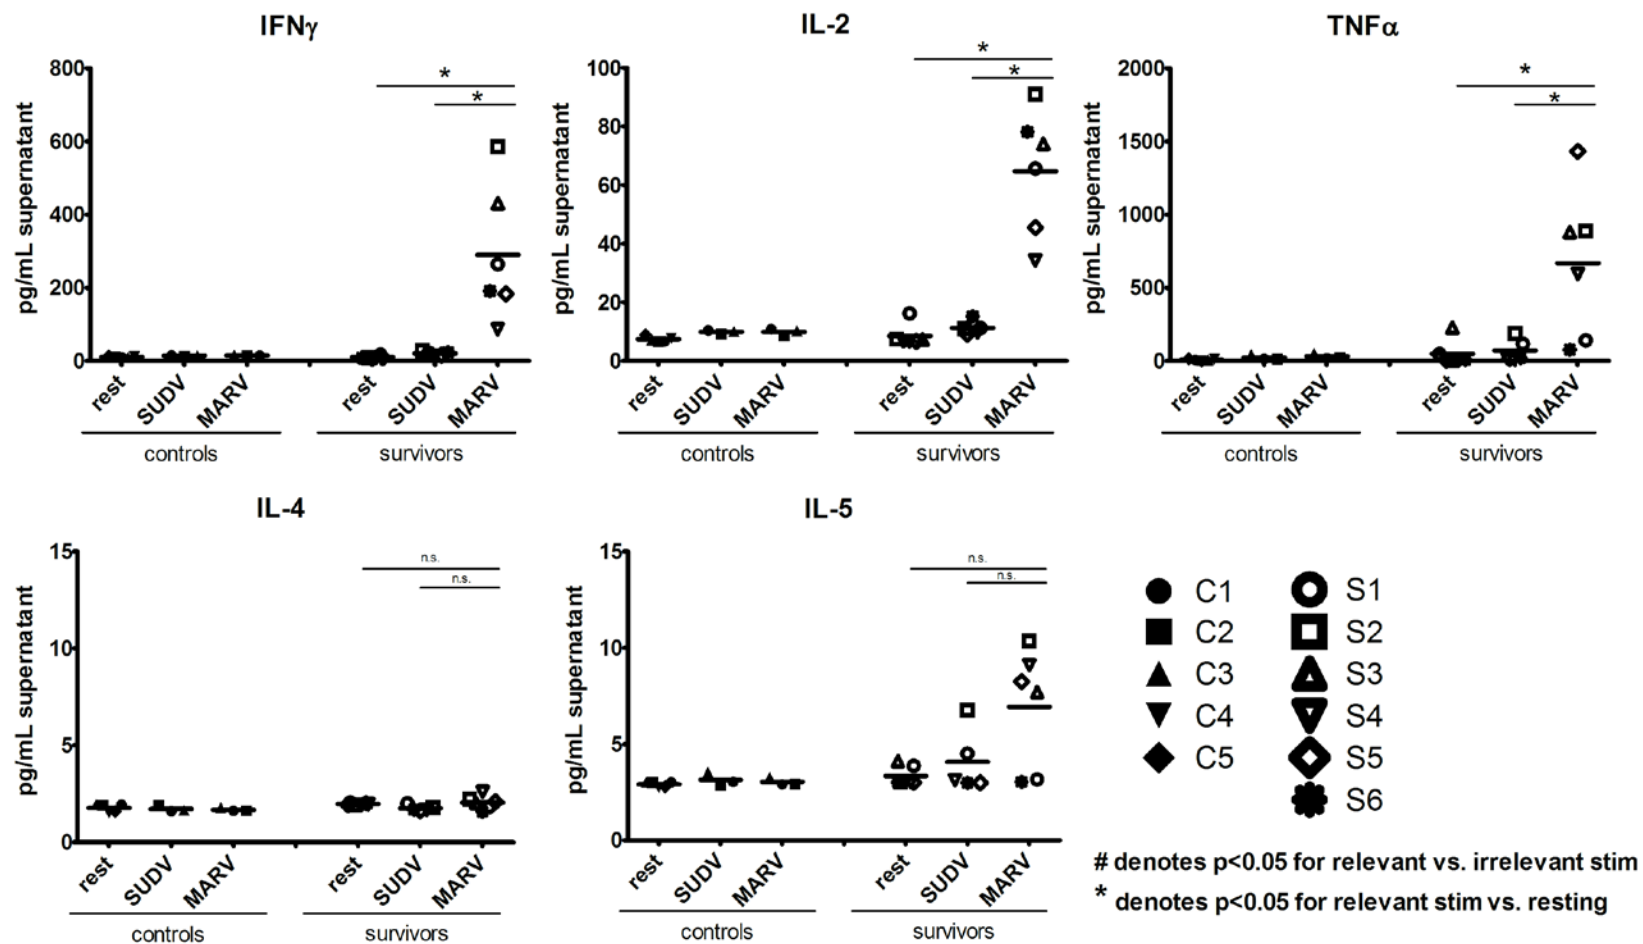 IFNγ
800
600
400
200
0
pg/mL supernatant
*
*
rest
SUDV
MARV
rest
SUDV
MARV
controls
survivors
IL-2
100
80
60
40
20
0
pg/mL supernatant
*
*
rest
SUDV
MARV
rest
SUDV
MARV
controls
survivors
TNFα
2000
1500
1000
500
0
pg/mL supernatant
*
*
rest
SUDV
MARV
rest
SUDV
MARV
controls
survivors
IL-4
15
10
5
0
pg/mL supernatant
n.s.
n.s.
rest
SUDV
MARV
rest
SUDV
MARV
controls
survivors
IL-5
15
10
5
0
pg/mL supernatant
n.s.
n.s.
rest
SUDV
MARV
rest
SUDV
MARV
controls
survivors
C1
C2
C3
C4
C5
S1
S2
S3
S4
S5
S6
# denotes p<0.05 for relevant vs. irrelevant stim
* denotes p<0.05 for relevant stim vs. resting